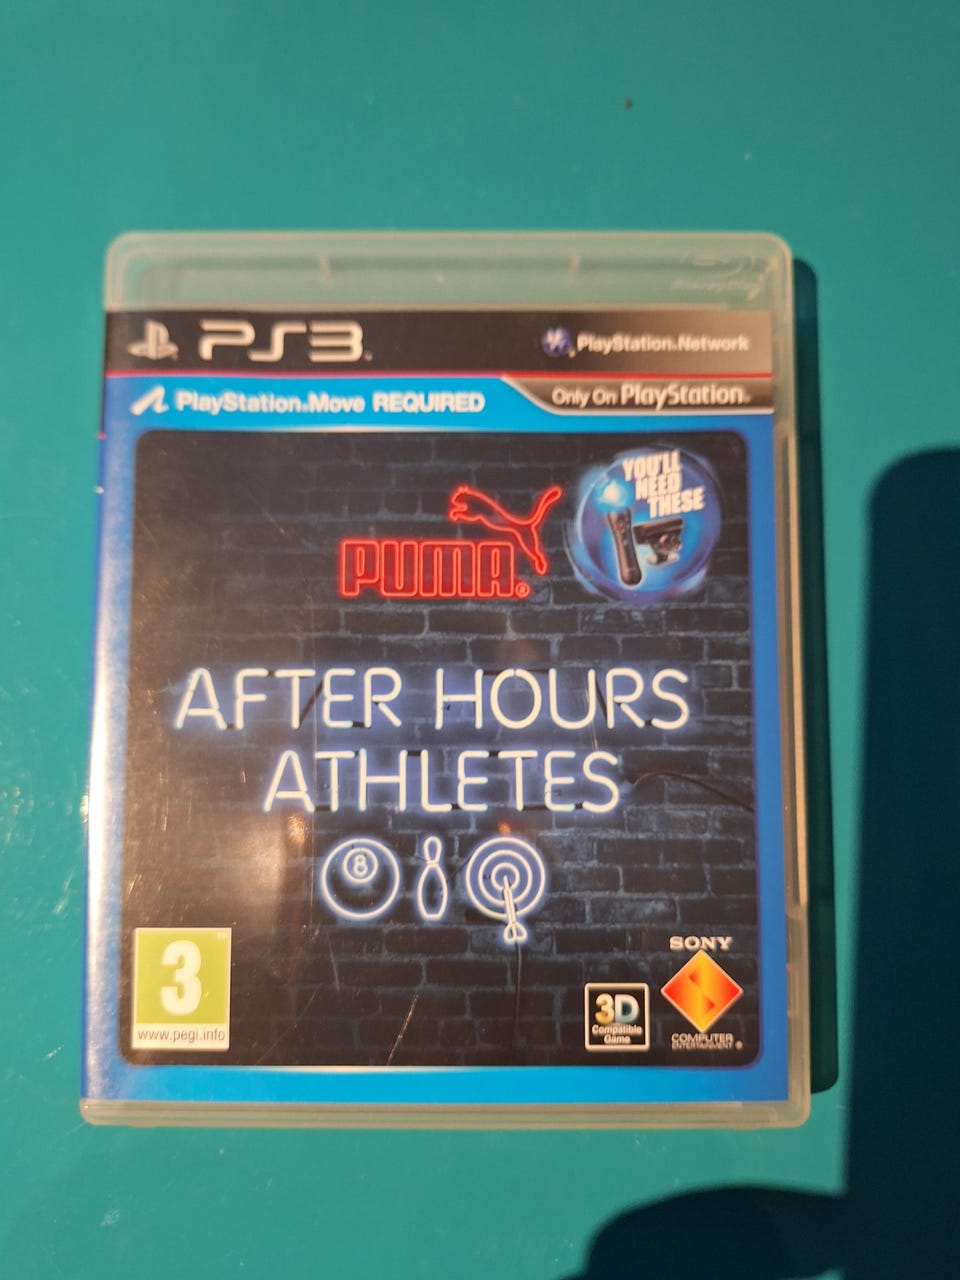 PS3
PlayStation®Network
PlayStation®Move REQUIRED
Only On PlayStation®
YOU'LL
NEED
THESE
PUMA®
AFTER HOURS
ATHLETES
8
3
www.pegi.info
3D
Compatible
Game
SONY
COMPUTER
ENTERTAINMENT®